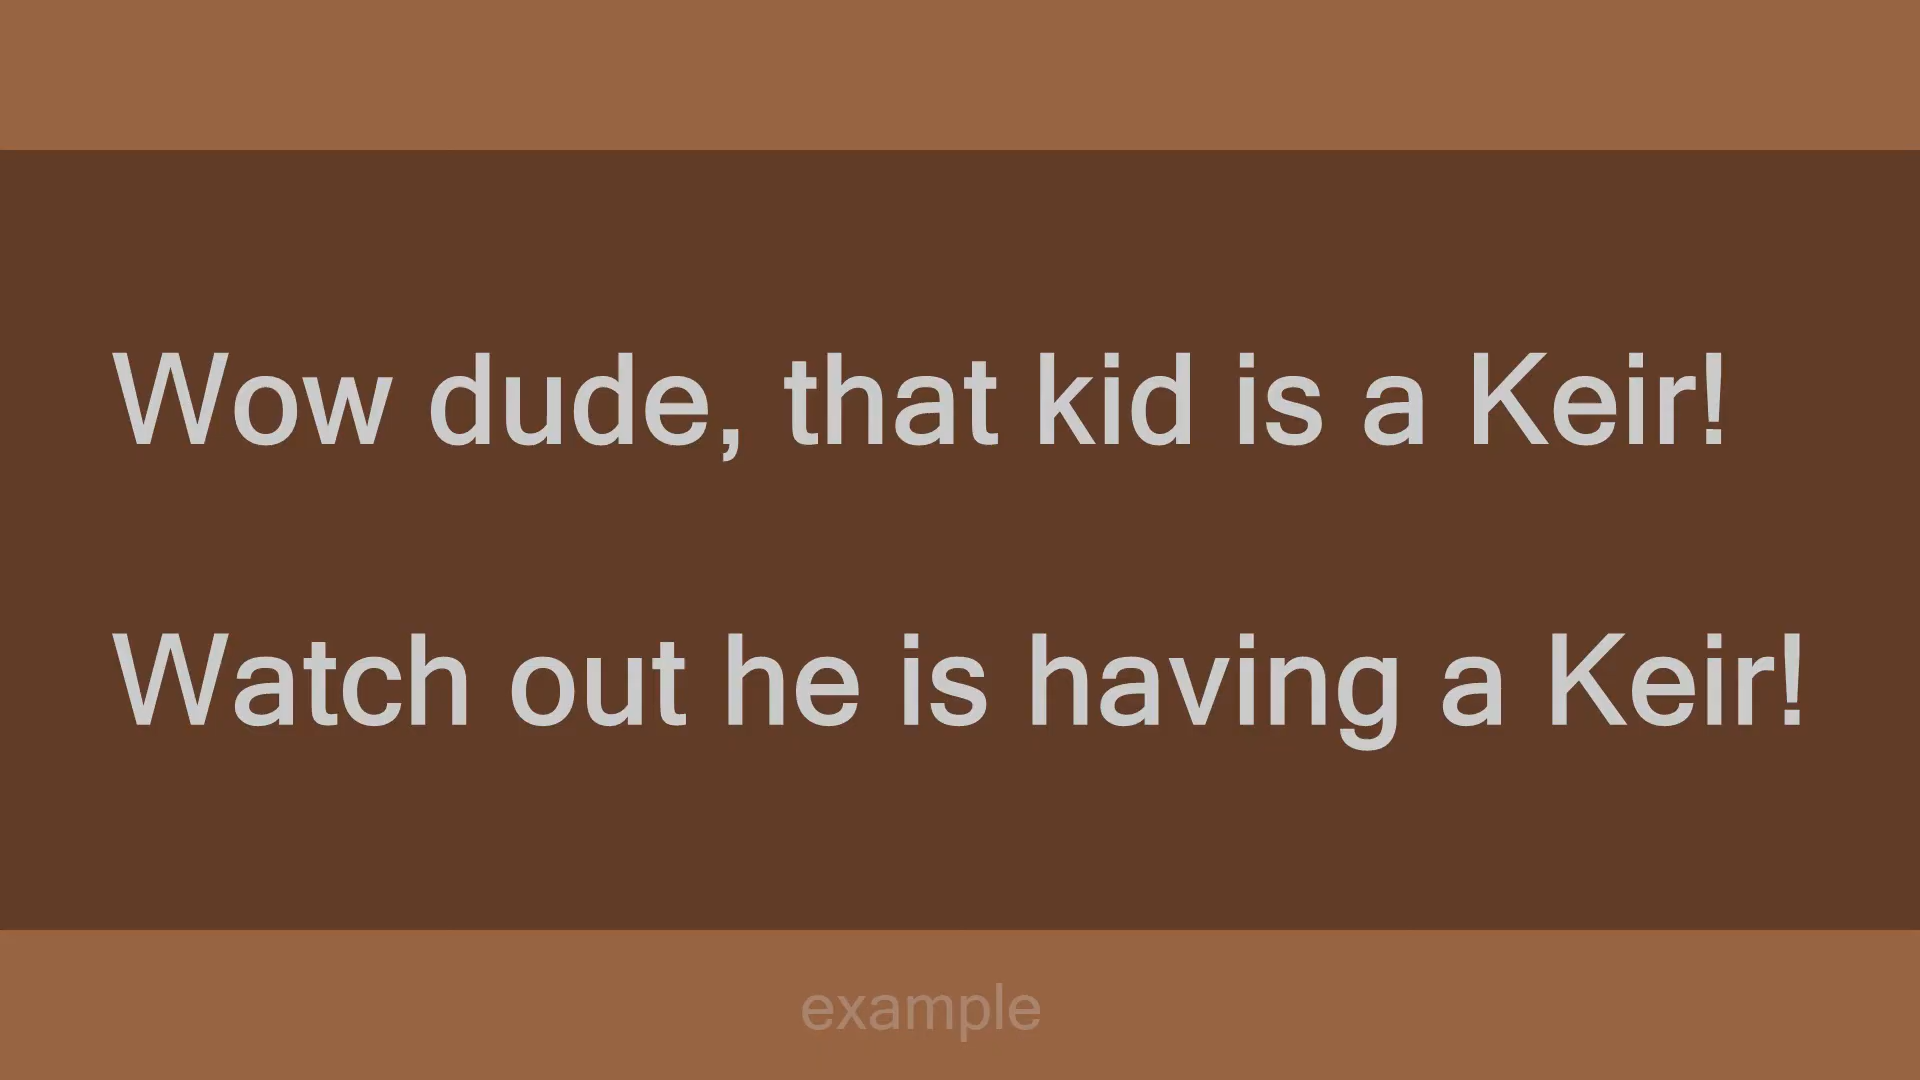 Wow dude, that kid is a Keir!
Watch out he is having a Keir!
example